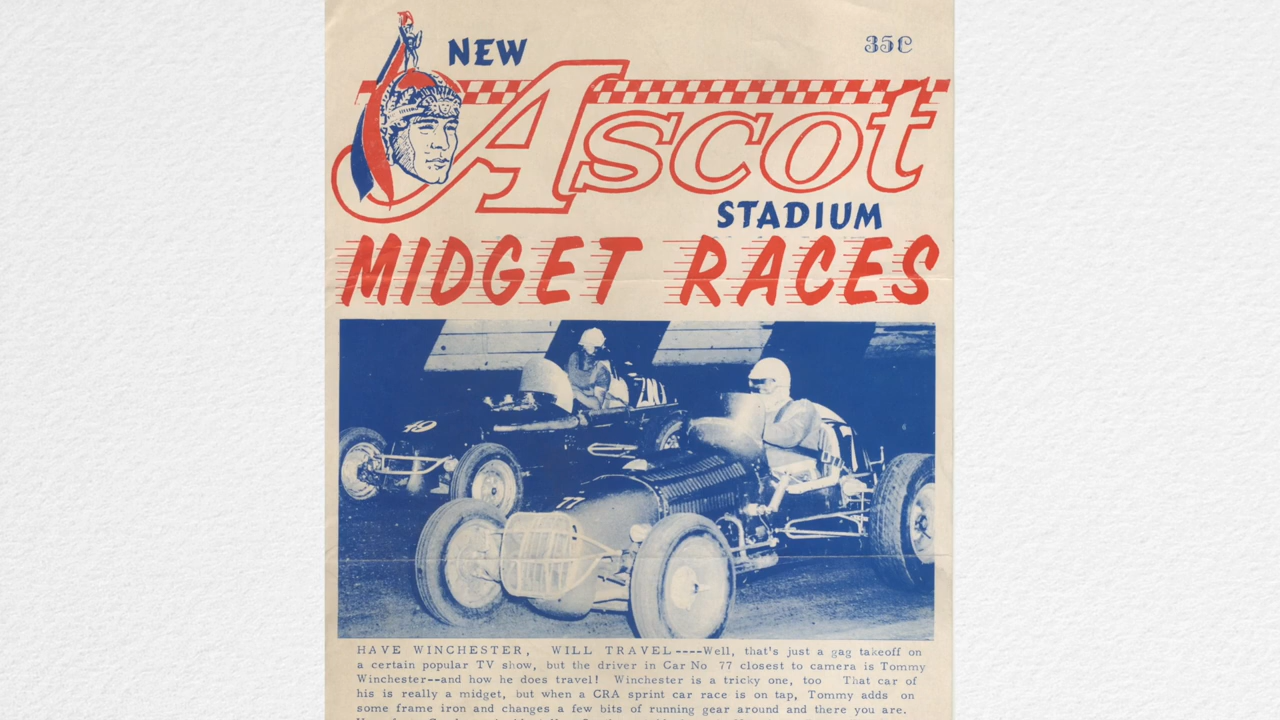 NEW
35¢
Ascot
STADIUM
MIDGET RACES
19
77
HAVE WINCHESTER, WILL TRAVEL----Well, that's just a gag takeoff on
a certain popular TV show, but the driver in Car No 77 closest to camera is Tommy
Winchester--and how he does travel! Winchester is a tricky one, too That car of
his is really a midget, but when a CRA sprint car race is on tap, Tommy adds on
some frame iron and changes a few bits of running gear around and there you are.